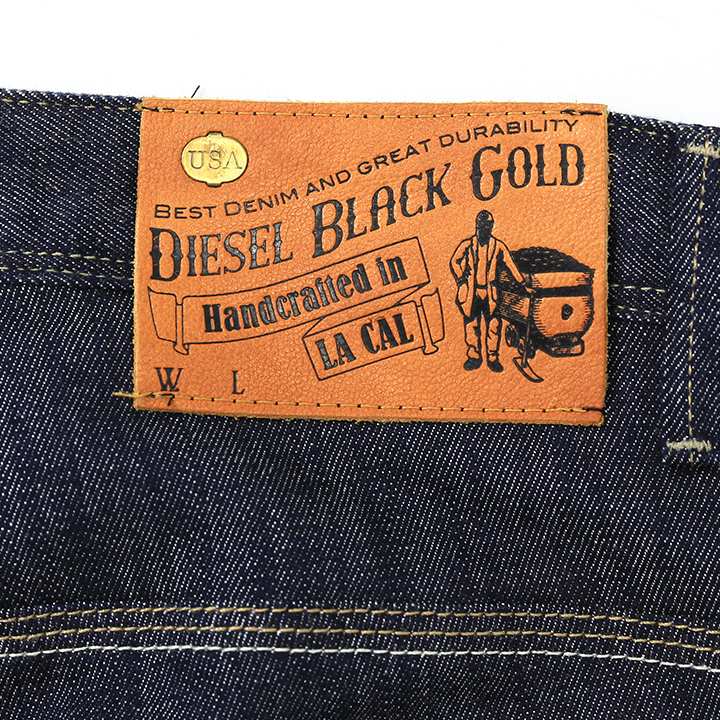 USA
BEST DENIM AND GREAT DURABILITY
DIESEL BLACK GOLD
Handcrafted in
LA CAL
W L
D